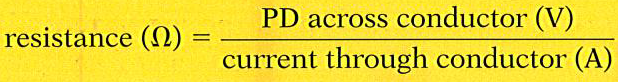 resistance (Ω) = PD across conductor (V)
current through conductor (A)